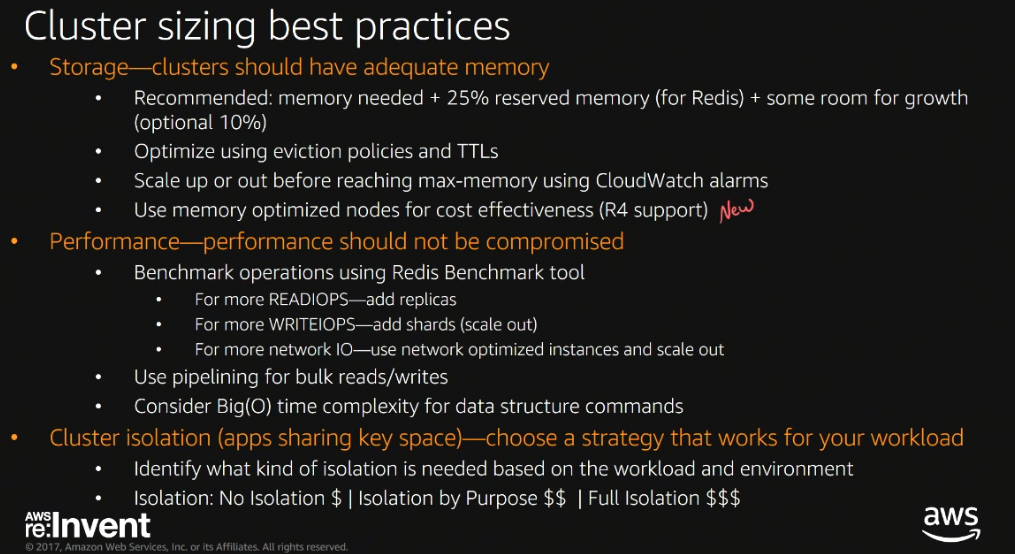 Cluster sizing best practices
• Storage—clusters should have adequate memory
• Recommended: memory needed + 25% reserved memory (for Redis) + some room for growth
(optional 10%)
• Optimize using eviction policies and TTLs
• Scale up or out before reaching max-memory using CloudWatch alarms
• Use memory optimized nodes for cost effectiveness (R4 support) New
• Performance—performance should not be compromised
• Benchmark operations using Redis Benchmark tool
• For more READIOPS—add replicas
• For more WRITEIOPS—add shards (scale out)
• For more network IO—use network optimized instances and scale out
• Use pipelining for bulk reads/writes
• Consider Big(O) time complexity for data structure commands
• Cluster isolation (apps sharing key space)—choose a strategy that works for your workload
• Identify what kind of isolation is needed based on the workload and environment
• Isolation: No Isolation $ | Isolation by Purpose $$ | Full Isolation $$$
AWS
re:Invent
aws
© 2017, Amazon Web Services, Inc. or its Affiliates. All rights reserved.